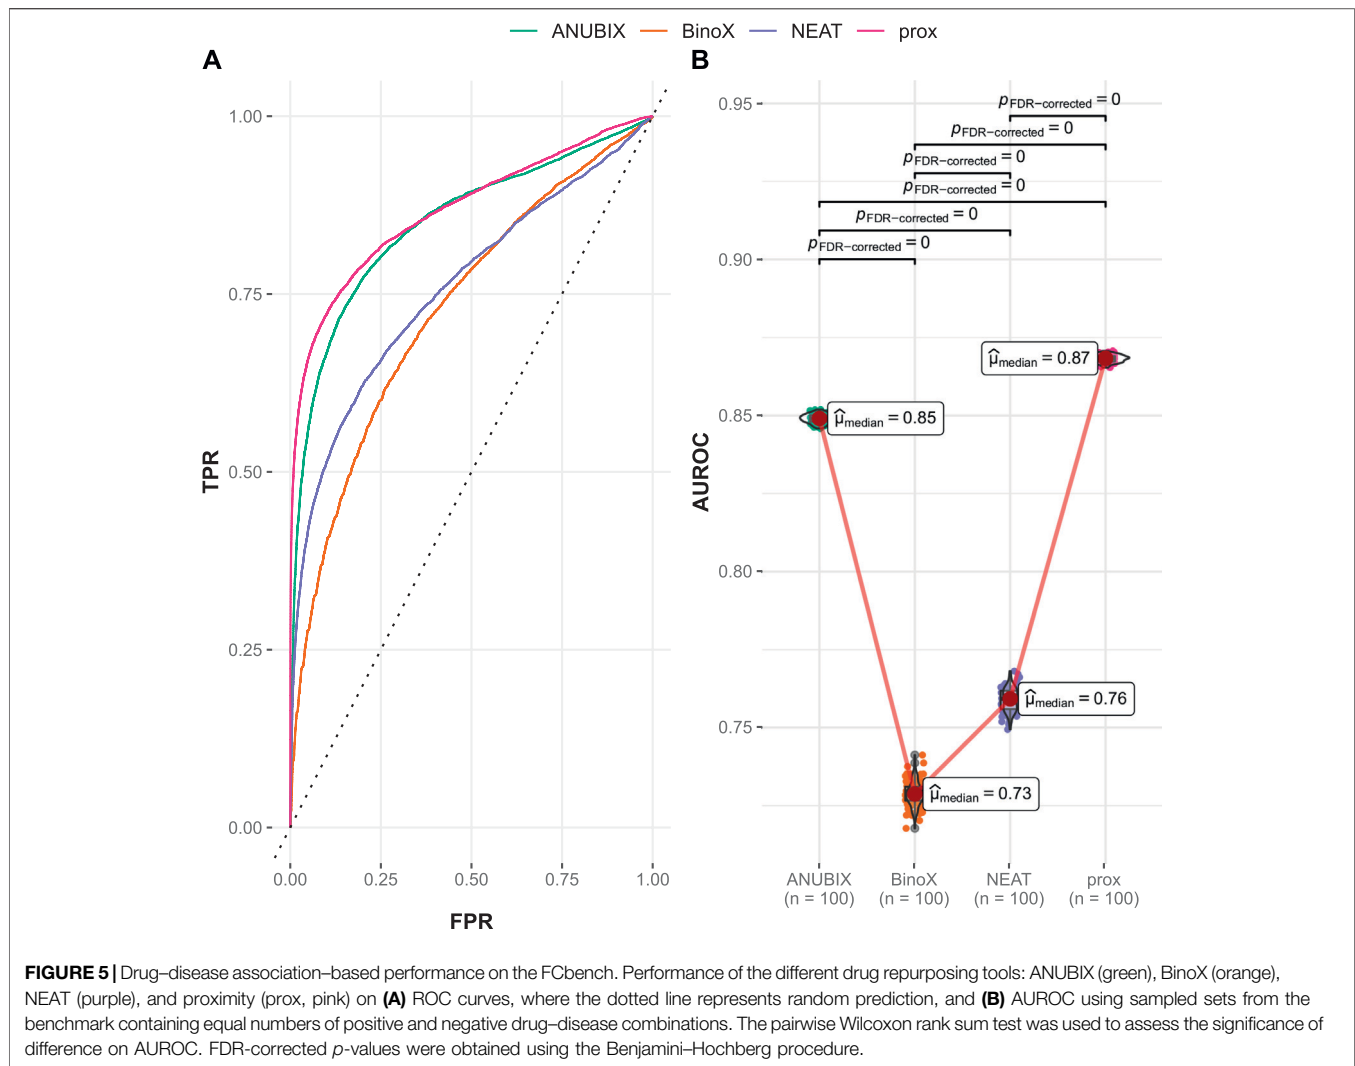 ANUBIX BinoX NEAT prox
A
B
1.00
0.75
0.50
0.25
0.00
TPR
0.00 0.25 0.50 0.75 1.00
FPR
0.95
0.90
0.85
0.80
0.75
AUROC
pFDR−corrected = 0
pFDR−corrected = 0
pFDR−corrected = 0
pFDR−corrected = 0
pFDR−corrected = 0
pFDR−corrected = 0
μ̂median = 0.87
μ̂median = 0.85
μ̂median = 0.76
μ̂median = 0.73
ANUBIX BinoX NEAT prox
(n = 100) (n = 100) (n = 100) (n = 100)
FIGURE 5 | Drug–disease association–based performance on the FCbench. Performance of the different drug repurposing tools: ANUBIX (green), BinoX (orange),
NEAT (purple), and proximity (prox, pink) on (A) ROC curves, where the dotted line represents random prediction, and (B) AUROC using sampled sets from the
benchmark containing equal numbers of positive and negative drug–disease combinations. The pairwise Wilcoxon rank sum test was used to assess the significance of
difference on AUROC. FDR-corrected p-values were obtained using the Benjamini–Hochberg procedure.